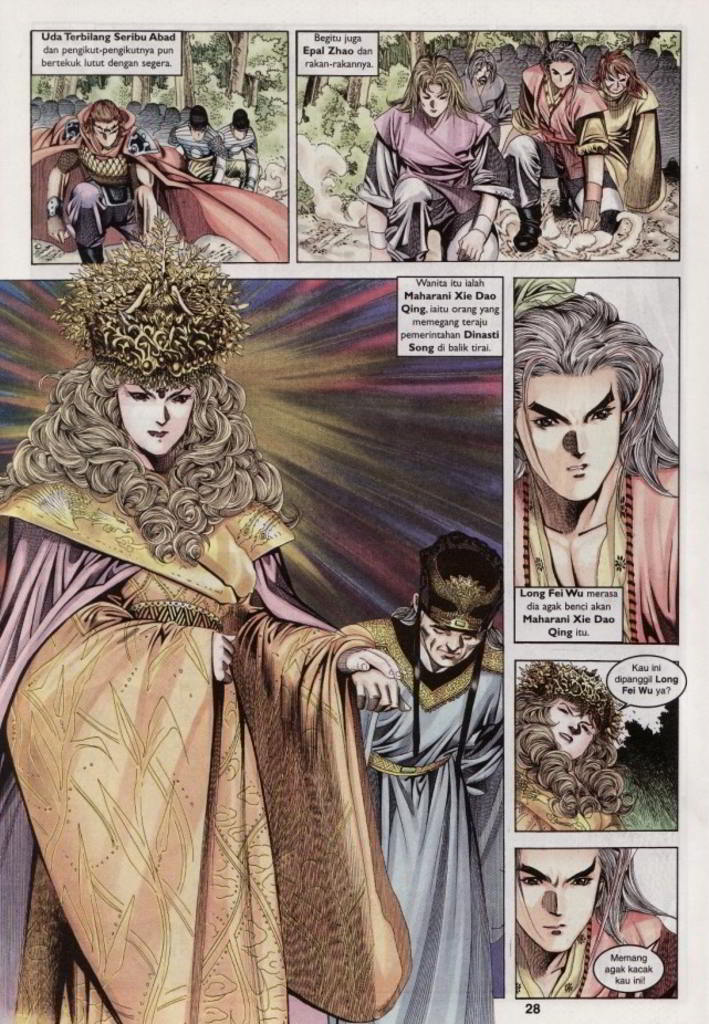 Uda Terbilang Seribu Abad
dan pengikut-pengikutnya pun
bertekuk lutut dengan segera.
Begitu juga
Epal Zhao dan
rakan-rakannya.
Wanita itu ialah
Maharani Xie Dao
Qing, iaitu orang yang
memegang teraju
pemerintahan Dinasti
Song di balik tirai.
Long Fei Wu merasa
dia agak benci akan
Maharani Xie Dao
Qing itu.
Kau ini
dipanggil Long
Fei Wu ya?
Memang
agak kacak
kau ini!
28